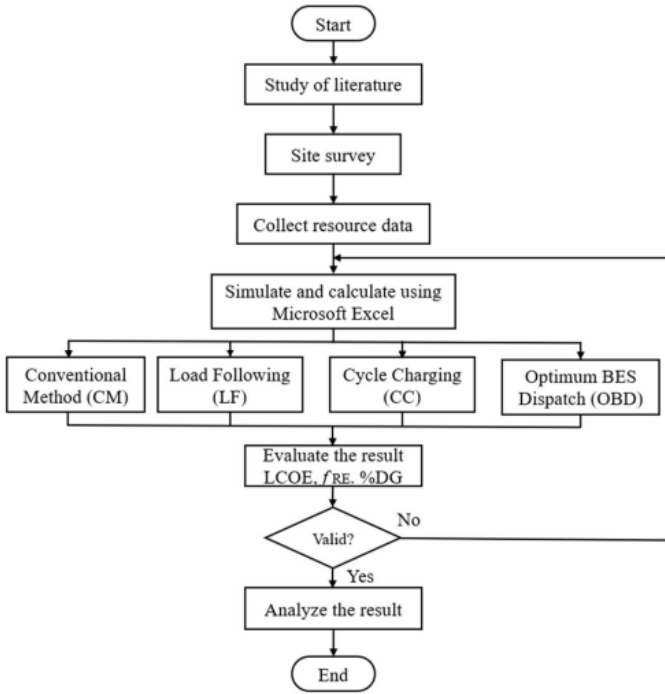 Start
Study of literature
Site survey
Collect resource data
Simulate and calculate using
Microsoft Excel
Conventional
Method (CM)
Load Following
(LF)
Cycle Charging
(CC)
Optimum BES
Dispatch (OBD)
Evaluate the result
LCOE, fRE. %DG
Valid?
No
Yes
Analyze the result
End